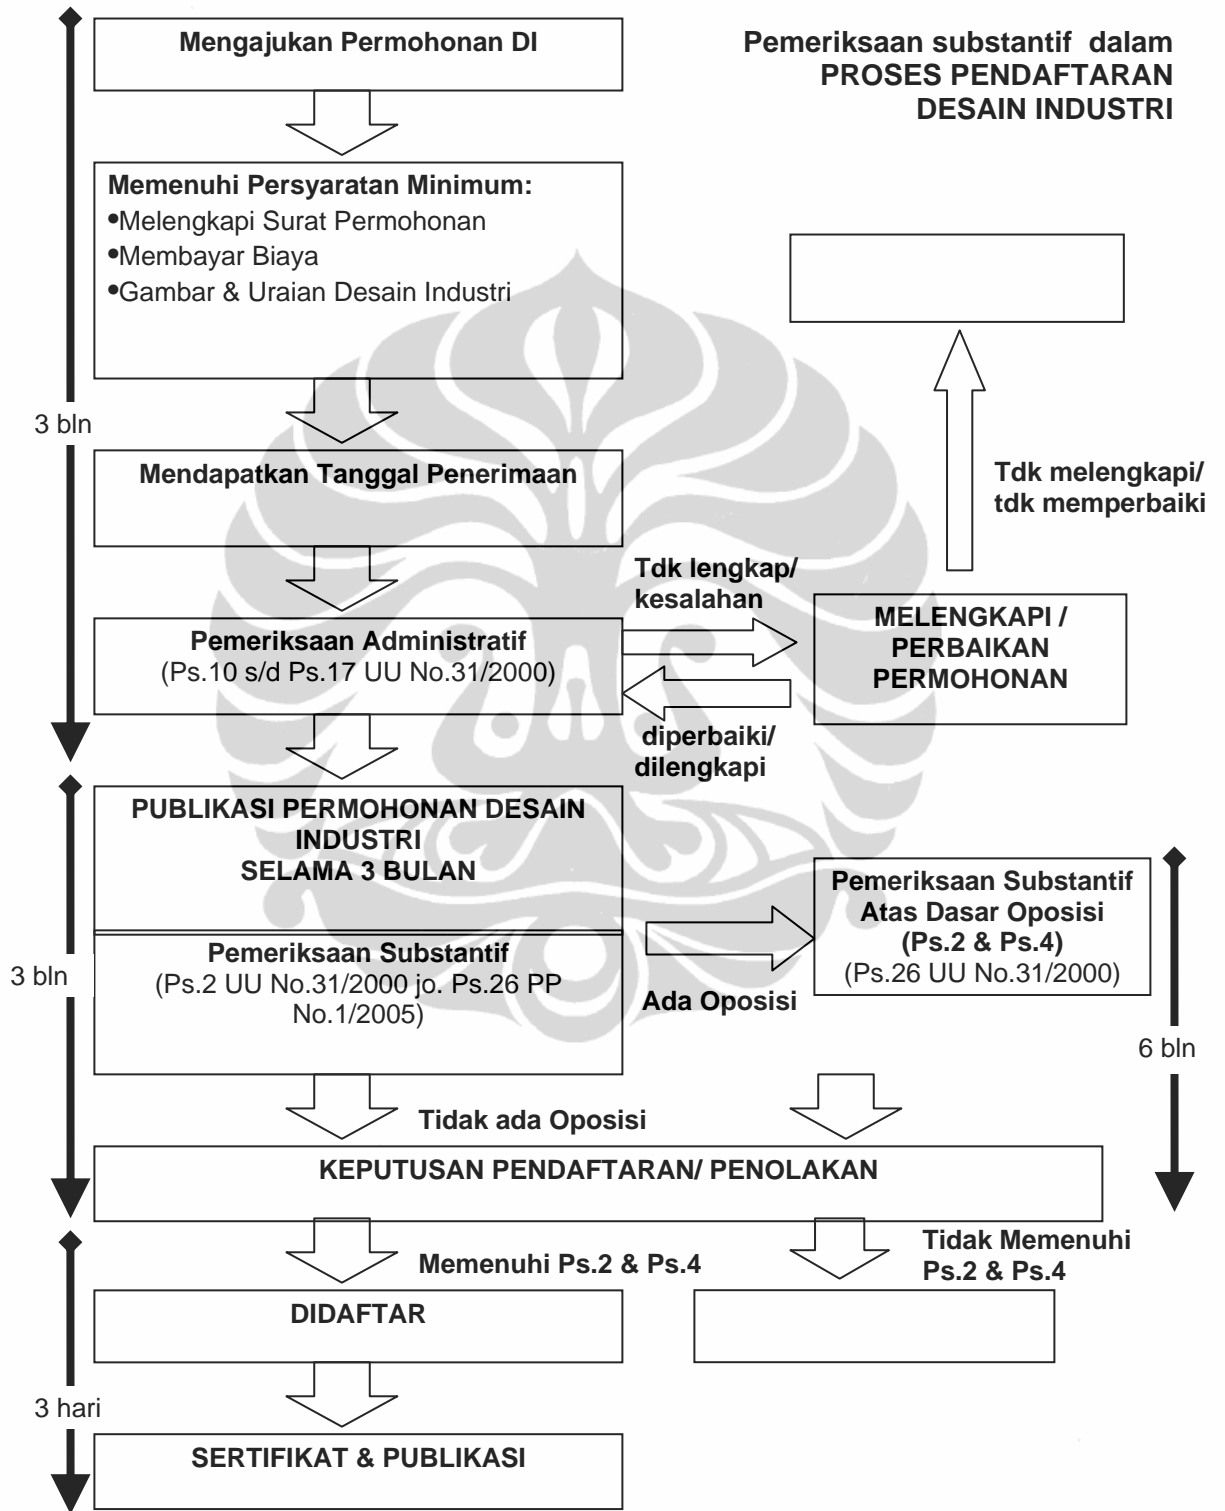 Mengajukan Permohonan DI
Pemeriksaan substantif dalam
PROSES PENDAFTARAN
DESAIN INDUSTRI
Memenuhi Persyaratan Minimum:
•Melengkapi Surat Permohonan
•Membayar Biaya
•Gambar & Uraian Desain Industri
3 bln
Mendapatkan Tanggal Penerimaan
Tdk melengkapi/
tdk memperbaiki
Tdk lengkap/
kesalahan
Pemeriksaan Administratif
(Ps.10 s/d Ps.17 UU No.31/2000)
MELENGKAPI /
PERBAIKAN
PERMOHONAN
diperbaiki/
dilengkapi
PUBLIKASI PERMOHONAN DESAIN
INDUSTRI
SELAMA 3 BULAN
Pemeriksaan Substantif
(Ps.2 UU No.31/2000 jo. Ps.26 PP
No.1/2005)
3 bln
Ada Oposisi
Pemeriksaan Substantif
Atas Dasar Oposisi
(Ps.2 & Ps.4)
(Ps.26 UU No.31/2000)
6 bln
Tidak ada Oposisi
KEPUTUSAN PENDAFTARAN/ PENOLAKAN
Memenuhi Ps.2 & Ps.4
Tidak Memenuhi
Ps.2 & Ps.4
DIDAFTAR
3 hari
SERTIFIKAT & PUBLIKASI